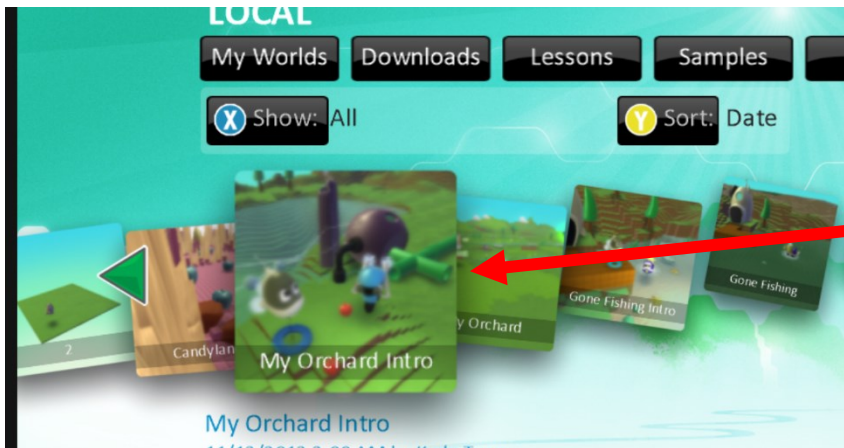 LOCAL
My Worlds Downloads Lessons Samples
X Show: All Y Sort: Date
2
Candylan
My Orchard Intro
y Orchard
Gone Fishing Intro
Gone Fishing
My Orchard Intro